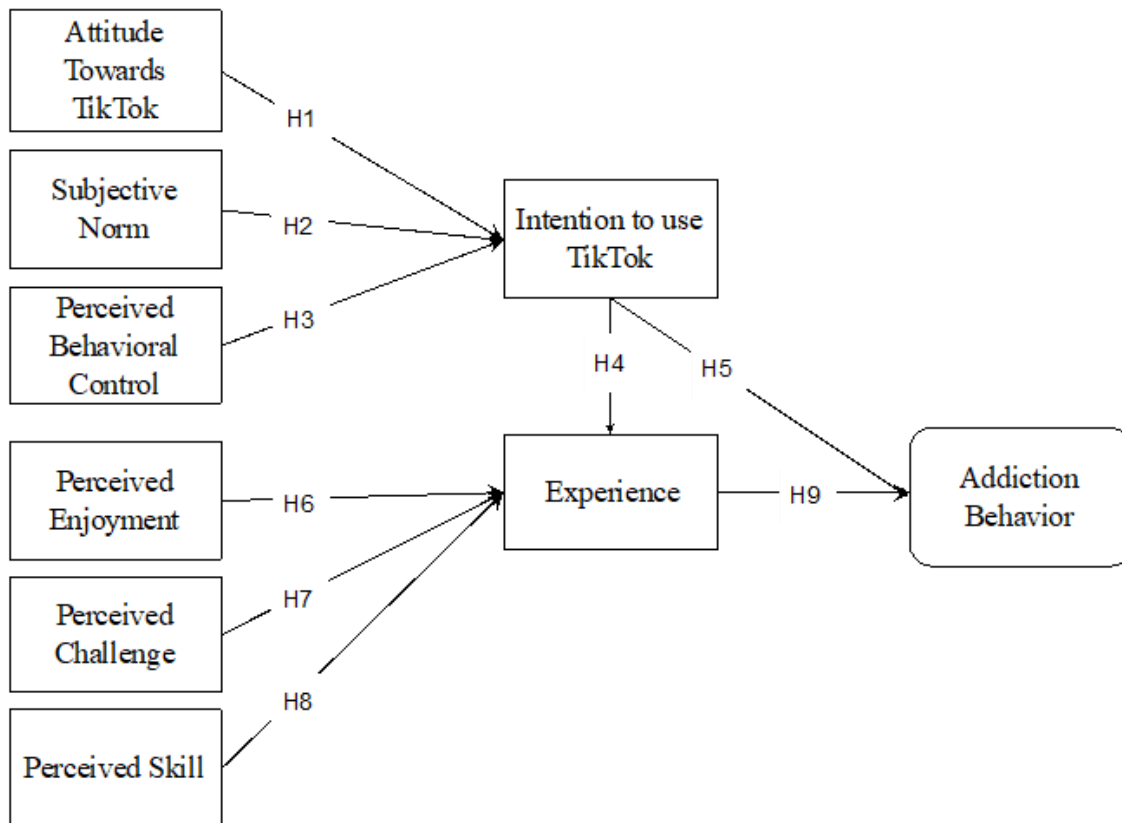 Attitude
Towards
TikTok
H1
Subjective
Norm
H2
Perceived
Behavioral
Control
H3
Intention to use
TikTok
H4
H5
Perceived
Enjoyment
H6
Experience
H9
Addiction
Behavior
Perceived
Challenge
H7
Perceived Skill
H8